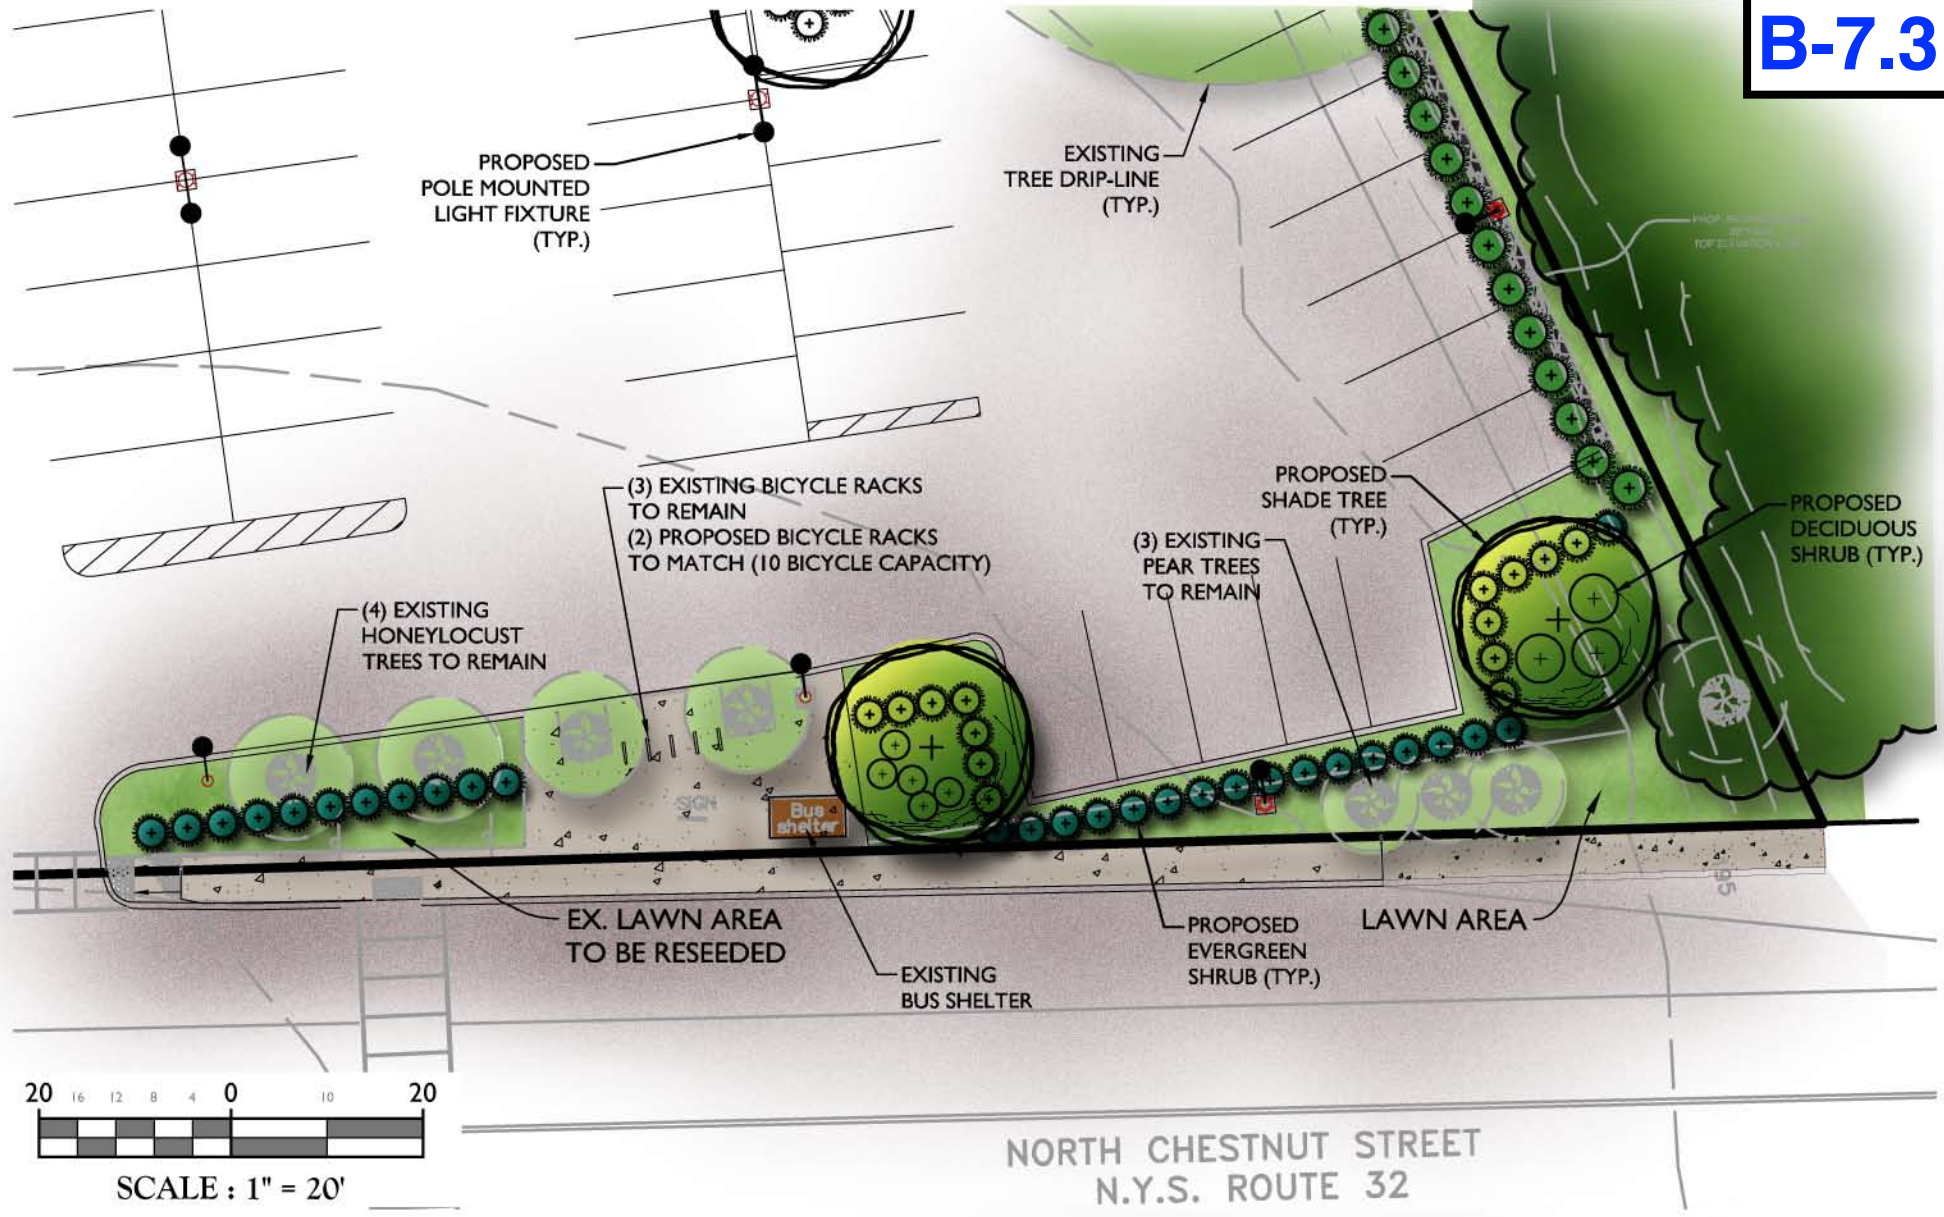 B-7.3
PROPOSED
POLE MOUNTED
LIGHT FIXTURE
(TYP.)
EXISTING
TREE DRIP-LINE
(TYP.)
(3) EXISTING BICYCLE RACKS
TO REMAIN
(2) PROPOSED BICYCLE RACKS
TO MATCH (10 BICYCLE CAPACITY)
PROPOSED
SHADE TREE
(TYP.)
PROPOSED
DECIDUOUS
SHRUB (TYP.)
(3) EXISTING
PEAR TREES
TO REMAIN
(4) EXISTING
HONEYLOCUST
TREES TO REMAIN
SIGN
Bus
shelter
195
EX. LAWN AREA
TO BE RESEEDED
EXISTING
BUS SHELTER
PROPOSED
EVERGREEN
SHRUB (TYP.)
LAWN AREA
20 16 12 8 4 0 10 20
SCALE : 1" = 20'
NORTH CHESTNUT STREET
N.Y.S. ROUTE 32